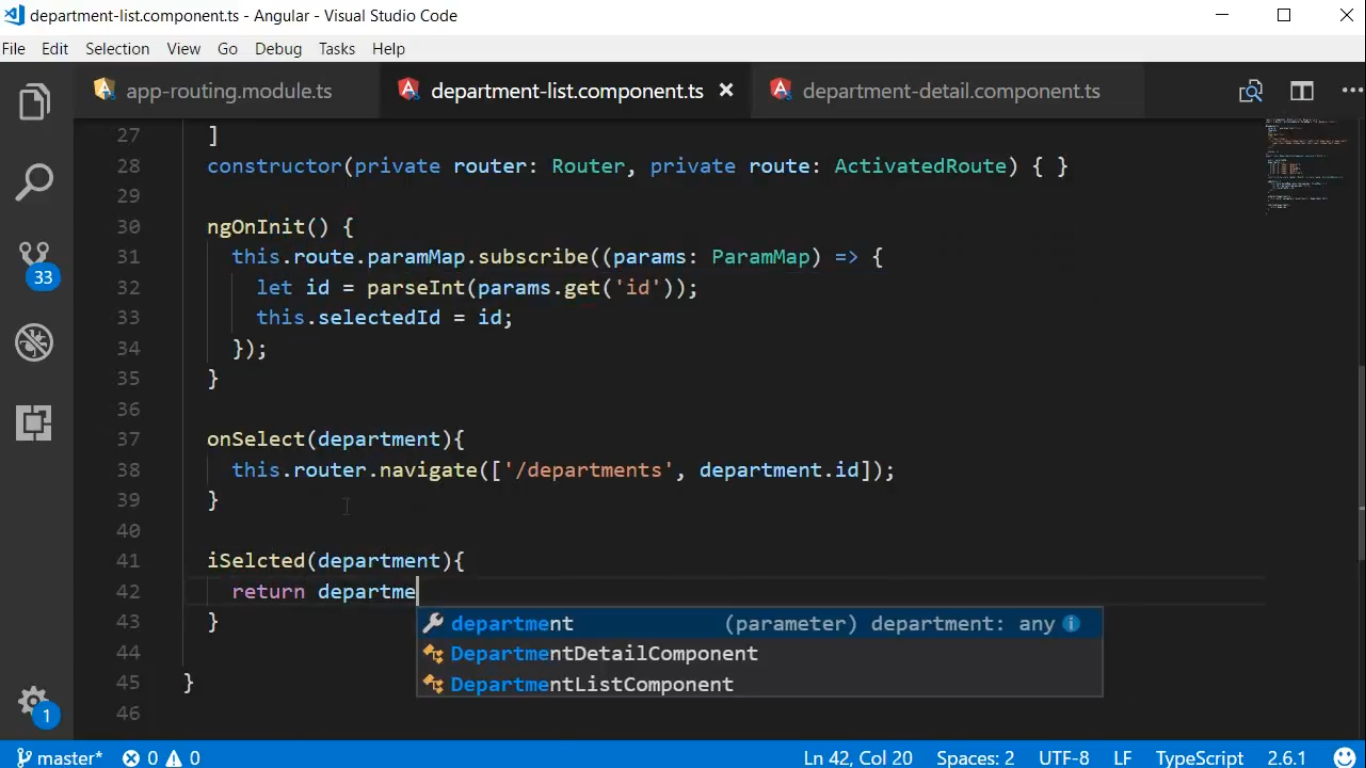 department-list.component.ts - Angular - Visual Studio Code
File Edit Selection View Go Debug Tasks Help
app-routing.module.ts department-list.component.ts department-detail.component.ts
27 ]
28 constructor(private router: Router, private route: ActivatedRoute) { }
29
30 ngOnInit() {
31 this.route.paramMap.subscribe((params: ParamMap) => {
32 let id = parseInt(params.get('id'));
33 this.selectedId = id;
34 });
35 }
36
37 onSelect(department){
38 this.router.navigate(['/departments', department.id]);
39 }
40
41 iSelcted(department){
42 return departme
department (parameter) department: any
43 }
DepartmentDetailComponent
44
DepartmentListComponent
45 }
46
33
1
master* 0 0 Ln 42, Col 20 Spaces: 2 UTF-8 LF TypeScript 2.6.1